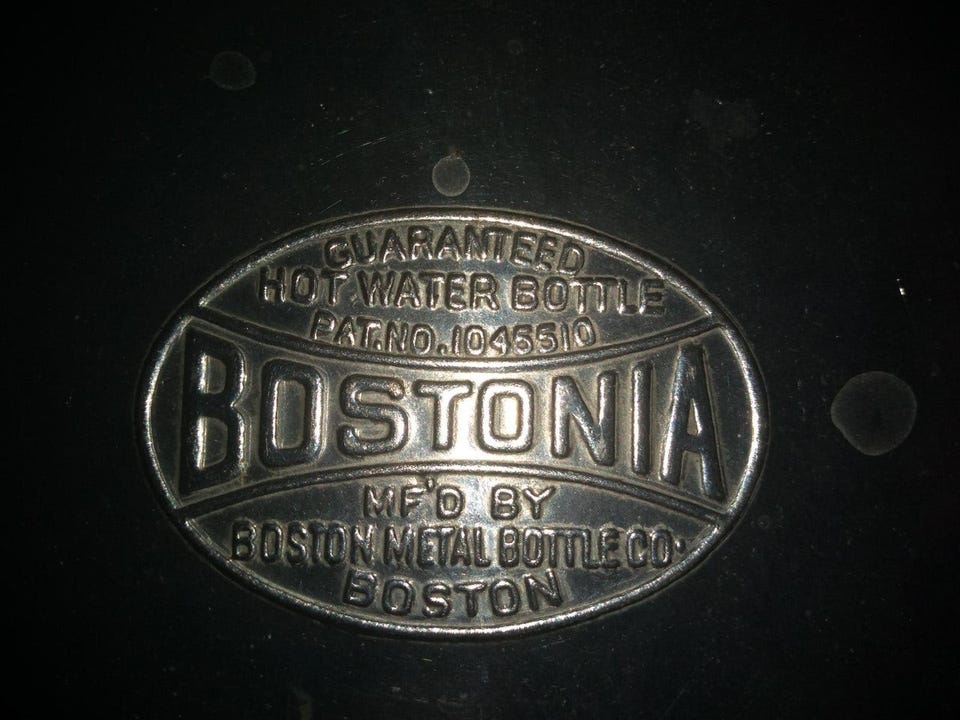 GUARANTEED
HOT WATER BOTTLE
PAT.NO.1045510
BOSTONIA
MF'D BY
BOSTON METAL BOTTLE CO.
BOSTON